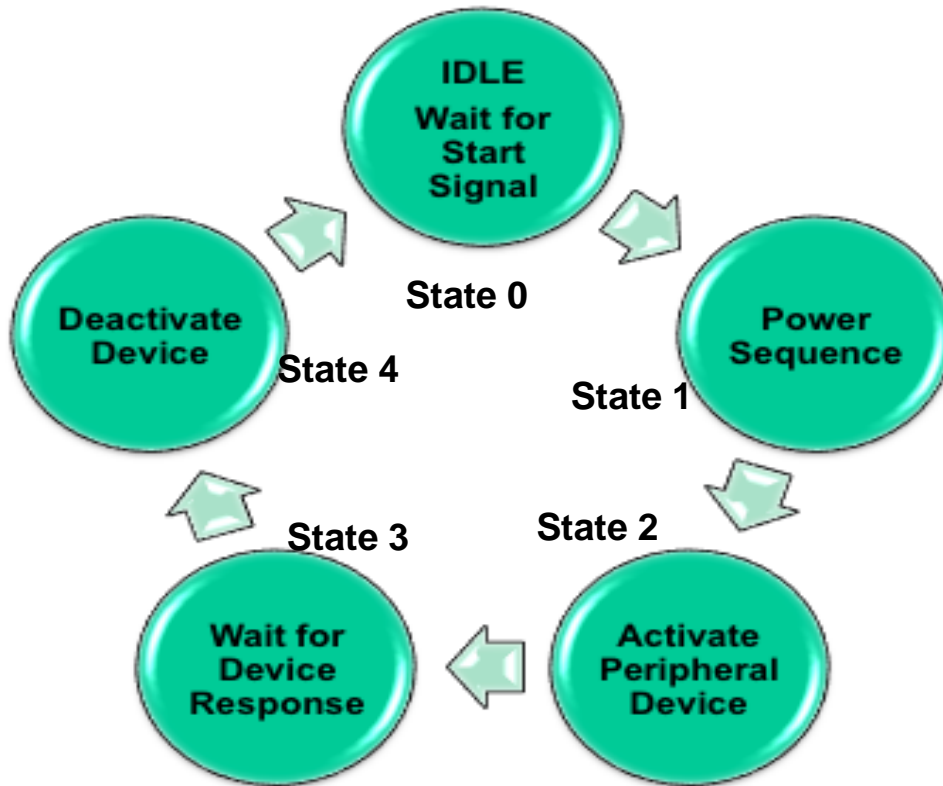 IDLE
Wait for
Start
Signal
State 0
Power
Sequence
State 1
Activate
Peripheral
Device
State 2
Wait for
Device
Response
State 3
Deactivate
Device
State 4